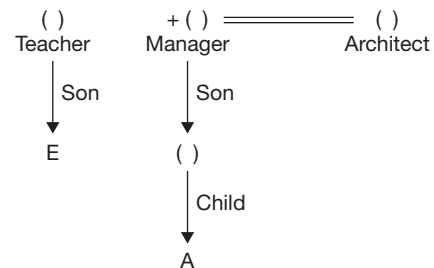 ( ) + ( ) ( )
Teacher Manager Architect
Son Son
E ( )
Child
A